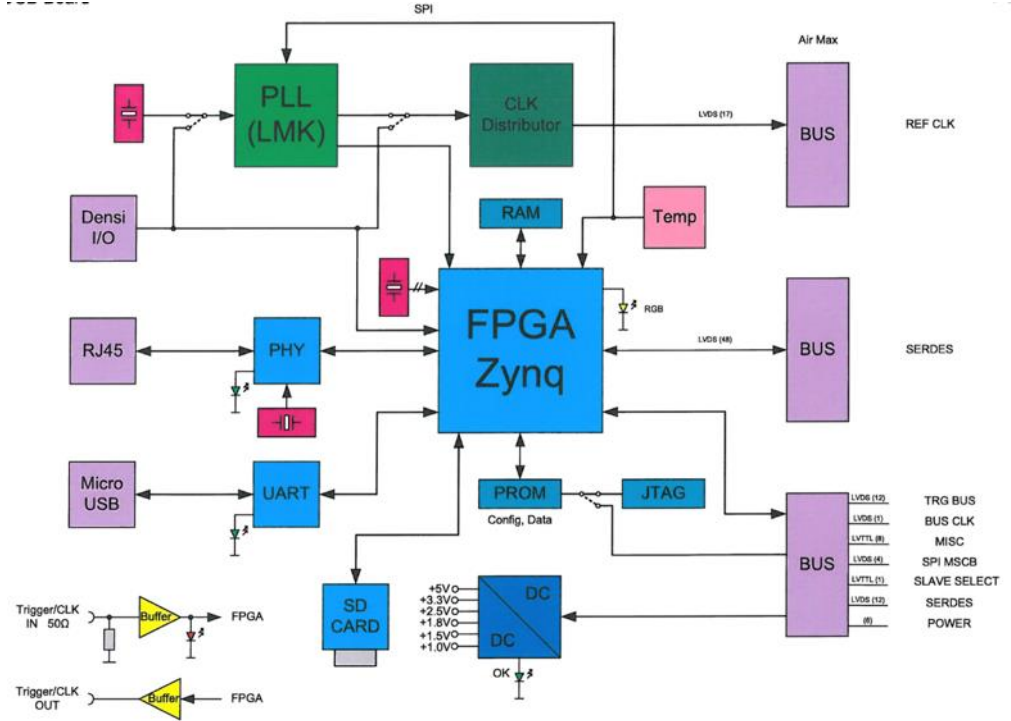 SPI
Air Max
PLL
(LMK)
CLK
Distributor
LVDS (17)
BUS
REF CLK
Densi
I/O
RAM
Temp
FPGA
Zynq
RGB
RJ45
PHY
LVDS (48)
BUS
SERDES
Micro
USB
UART
PROM
JTAG
Config, Data
BUS
LVDS (12)
TRG BUS
LVDS (1)
BUS CLK
LVTTL (8)
MISC
LVDS (4)
SPI MSCB
LVTTL (1)
SLAVE SELECT
LVDS (12)
SERDES
(6)
POWER
SD
CARD
+5V
+3.3V
+2.5V
+1.8V
+1.5V
+1.0V
DC
DC
OK
Trigger/CLK
IN 50Ω
Buffer
FPGA
Trigger/CLK
OUT
Buffer
FPGA